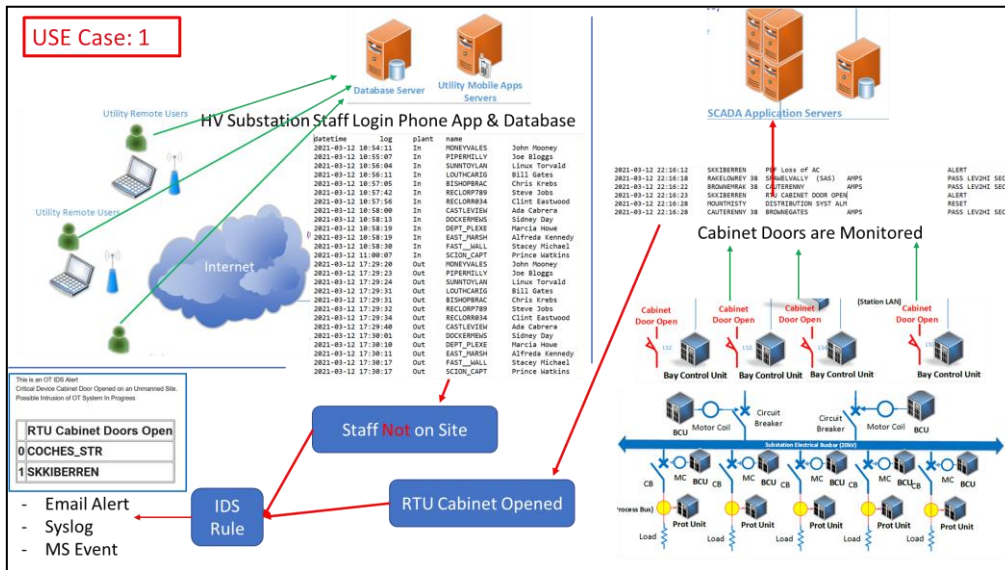 USE Case: 1
Database Server
Utility Mobile Apps
Servers
Utility Remote Users
HV Substation Staff Login Phone App & Database
datetime log plant name
2021-03-12 10:54:11 In MONEYVALES John Mooney
2021-03-12 10:55:07 In PIPERMILLY Joe Bloggs
2021-03-12 10:56:04 In SUNNTOYLAN Linux Torvald
2021-03-12 10:56:11 In LOUTHCARIG Bill Gates
2021-03-12 10:57:05 In BISHOPBRAC Chris Krebs
2021-03-12 10:57:42 In RECLORP789 Steve Jobs
2021-03-12 10:57:56 In RECLORR034 Clint Eastwood
2021-03-12 10:58:00 In CASTLEVIEW Ada Cabrera
2021-03-12 10:58:13 In DOCKERMEWS Sidney Day
2021-03-12 10:58:19 In DEPT_PLEXE Marcia Howe
2021-03-12 10:58:19 In EAST_MARSH Alfreda Kennedy
2021-03-12 10:58:30 In FAST__WALL Stacey Michael
2021-03-12 11:00:07 In SCION_CAPT Prince Watkins
2021-03-12 17:29:20 Out MONEYVALES John Mooney
2021-03-12 17:29:23 Out PIPERMILLY Joe Bloggs
2021-03-12 17:29:24 Out SUNNTOYLAN Linux Torvald
2021-03-12 17:29:31 Out LOUTHCARIG Bill Gates
2021-03-12 17:29:31 Out BISHOPBRAC Chris Krebs
2021-03-12 17:29:32 Out RECLORP789 Steve Jobs
2021-03-12 17:29:34 Out RECLORR034 Clint Eastwood
2021-03-12 17:29:40 Out CASTLEVIEW Ada Cabrera
2021-03-12 17:30:01 Out DOCKERMEWS Sidney Day
2021-03-12 17:30:10 Out DEPT_PLEXE Marcia Howe
2021-03-12 17:30:11 Out EAST_MARSH Alfreda Kennedy
2021-03-12 17:30:17 Out FAST__WALL Stacey Michael
2021-03-12 17:30:17 Out SCION_CAPT Prince Watkins
Utility Remote Users
Internet
SCADA Application Servers
2021-03-12 22:16:12 SKKIBERREN Loss of AC ALERT
2021-03-12 22:16:18 RAKELOWREY 38 (SAS) AMPS PASS LEV2HI SEC
2021-03-12 22:16:22 BROWNEMRAK 38 CAUTERENNY AMPS PASS LEV2HI SEC
2021-03-12 22:16:23 SKKIBERREN RTU CABINET DOOR OPEN ALERT
2021-03-12 22:16:28 MOUNTMISTY DISTRIBUTION SYST ALM RESET
2021-03-12 22:16:28 CAUTERENNY 38 BROWNEGATES AMPS PASS LEV2HI SEC
Cabinet Doors are Monitored
(Station LAN)
Cabinet Door Open
Cabinet Door Open
Cabinet Door Open
Cabinet Door Open
LS2
LS3
Bay Control Unit
Bay Control Unit
Bay Control Unit
Bay Control Unit
This is an OT IDS Alert
Critical Device Cabinet Door Opened on an Unmanned Site.
Possible Intrusion of OT System In Progress
RTU Cabinet Doors Open
0 COCHES_STR
1 SKKIBERREN
- Email Alert
- Syslog
- MS Event
IDS Rule
Staff Not on Site
RTU Cabinet Opened
BCU
Motor Coil
Circuit Breaker
Circuit Breaker
Motor Coil
BCU
Substation Electrical Busbar (20kV)
CB MC BCU
CB MC BCU
CB MC BCU
CB MC BCU
CB MC BCU
(Process Bus)
Prot Unit
Prot Unit
Prot Unit
Prot Unit
Prot Unit
Load
Load
Load
Load
Load